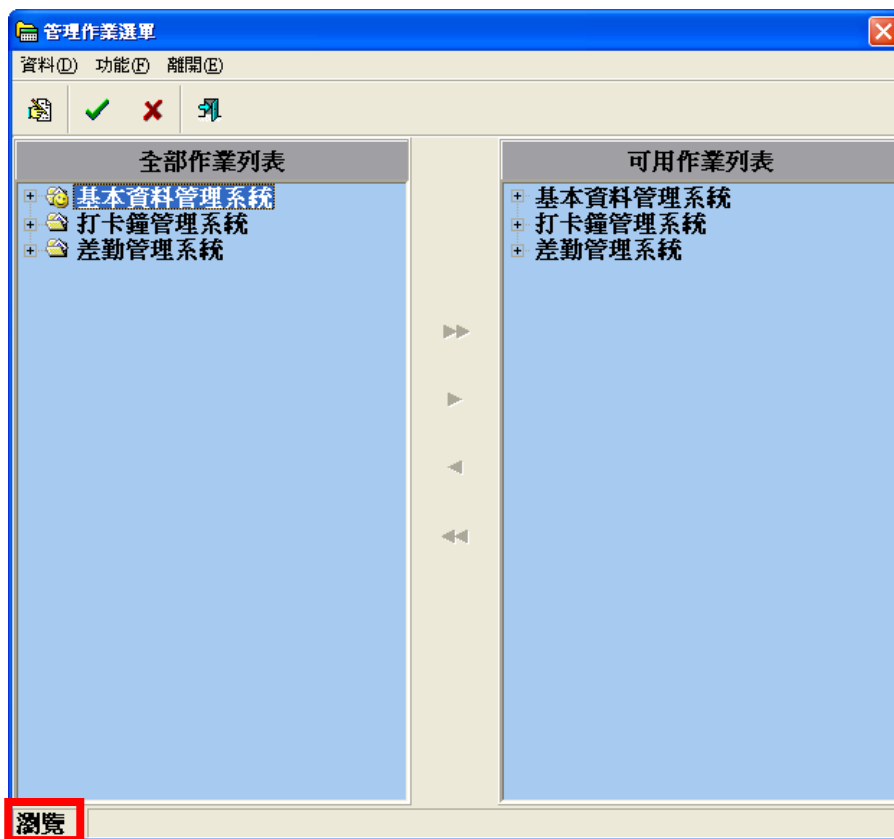 管理作業選單
資料(D) 功能(F) 離開(E)
全部作業列表
基本資料管理系統
打卡鐘管理系統
差勤管理系統
可用作業列表
基本資料管理系統
打卡鐘管理系統
差勤管理系統
瀏覽